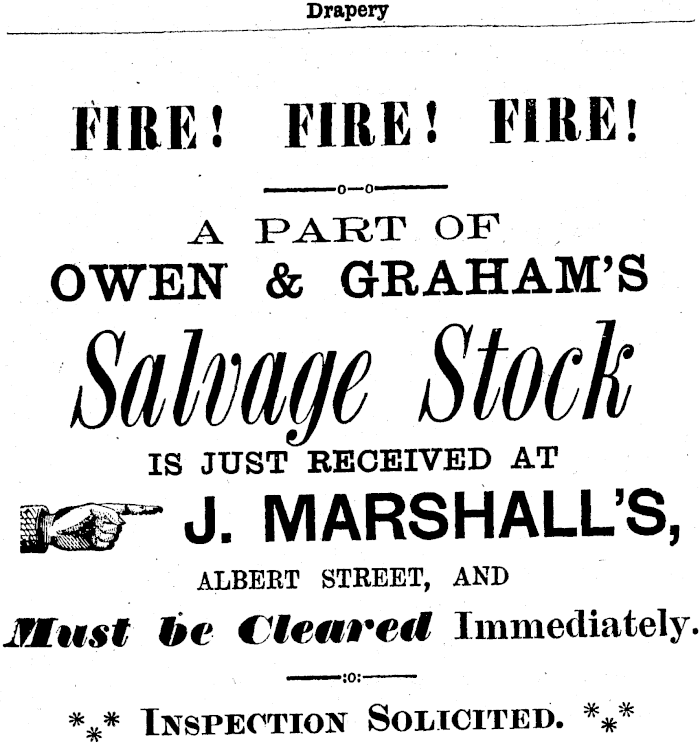 Drapery
FIRE! FIRE! FIRE!
A PART OF
OWEN & GRAHAM'S
Salvage Stock
IS JUST RECEIVED AT
J. MARSHALL'S,
ALBERT STREET, AND
Must be Cleared Immediately.
INSPECTION SOLICITED.